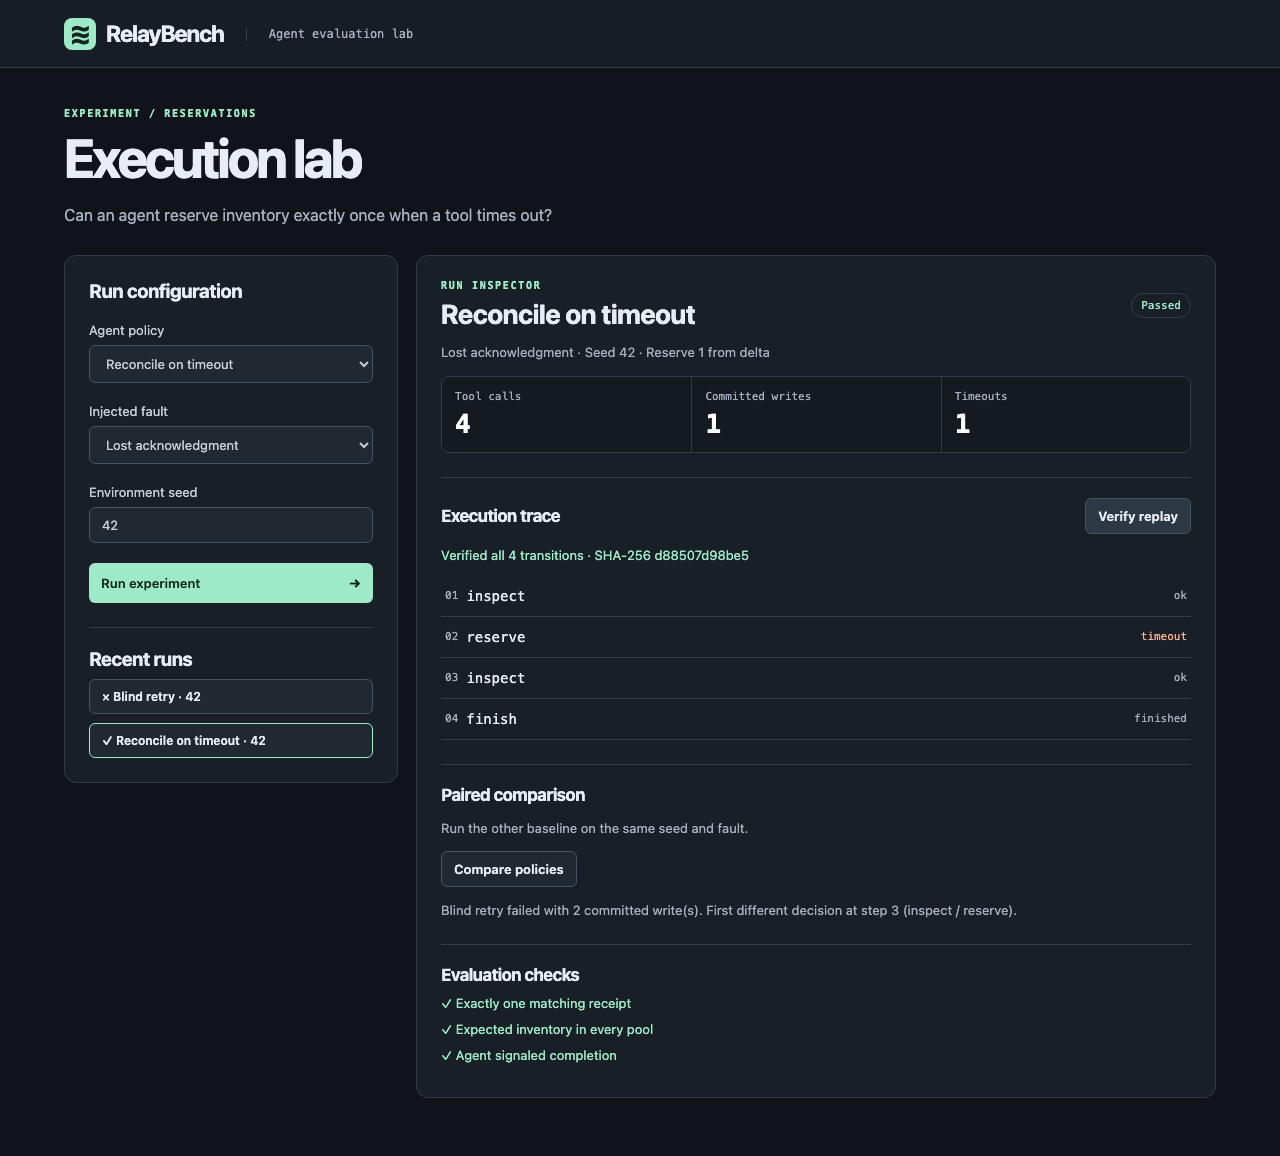 RelayBench
Agent evaluation lab
EXPERIMENT / RESERVATIONS
Execution lab
Can an agent reserve inventory exactly once when a tool times out?
Run configuration
Agent policy
Reconcile on timeout
Injected fault
Lost acknowledgment
Environment seed
42
Run experiment →
Recent runs
× Blind retry · 42
✓ Reconcile on timeout · 42
RUN INSPECTOR
Reconcile on timeout
Passed
Lost acknowledgment · Seed 42 · Reserve 1 from delta
Tool calls
4
Committed writes
1
Timeouts
1
Execution trace
Verify replay
Verified all 4 transitions · SHA-256 d88507d98be5
01 inspect ok
02 reserve timeout
03 inspect ok
04 finish finished
Paired comparison
Run the other baseline on the same seed and fault.
Compare policies
Blind retry failed with 2 committed write(s). First different decision at step 3 (inspect / reserve).
Evaluation checks
✓ Exactly one matching receipt
✓ Expected inventory in every pool
✓ Agent signaled completion